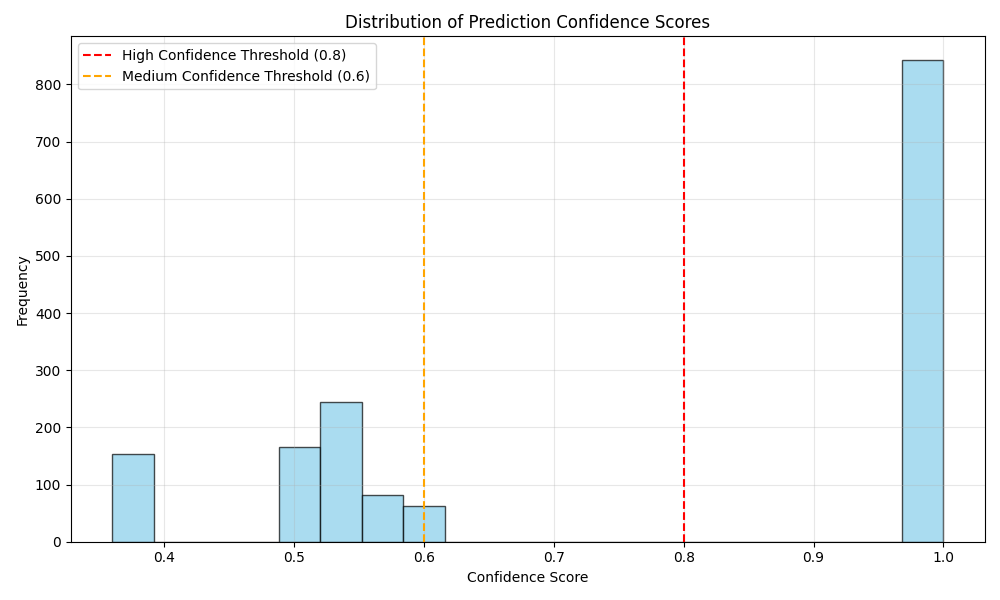 Distribution of Prediction Confidence Scores
High Confidence Threshold (0.8)
Medium Confidence Threshold (0.6)
Frequency
800
700
600
500
400
300
200
100
0
0.4 0.5 0.6 0.7 0.8 0.9 1.0
Confidence Score